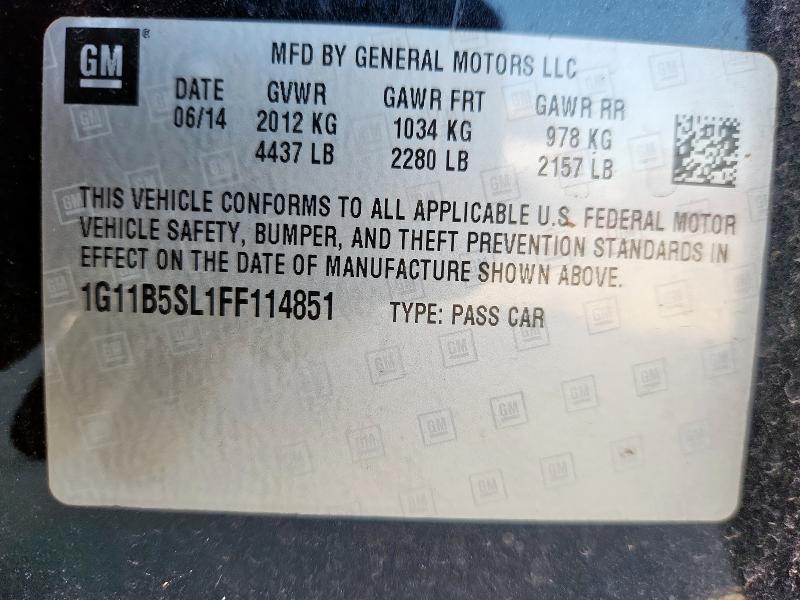 GM ®
MFD BY GENERAL MOTORS LLC
DATE GVWR GAWR FRT GAWR RR
06/14 2012 KG 1034 KG 978 KG
4437 LB 2280 LB 2157 LB
THIS VEHICLE CONFORMS TO ALL APPLICABLE U.S. FEDERAL MOTOR
VEHICLE SAFETY, BUMPER, AND THEFT PREVENTION STANDARDS IN
EFFECT ON THE DATE OF MANUFACTURE SHOWN ABOVE.
1G11B5SL1FF114851 TYPE: PASS CAR